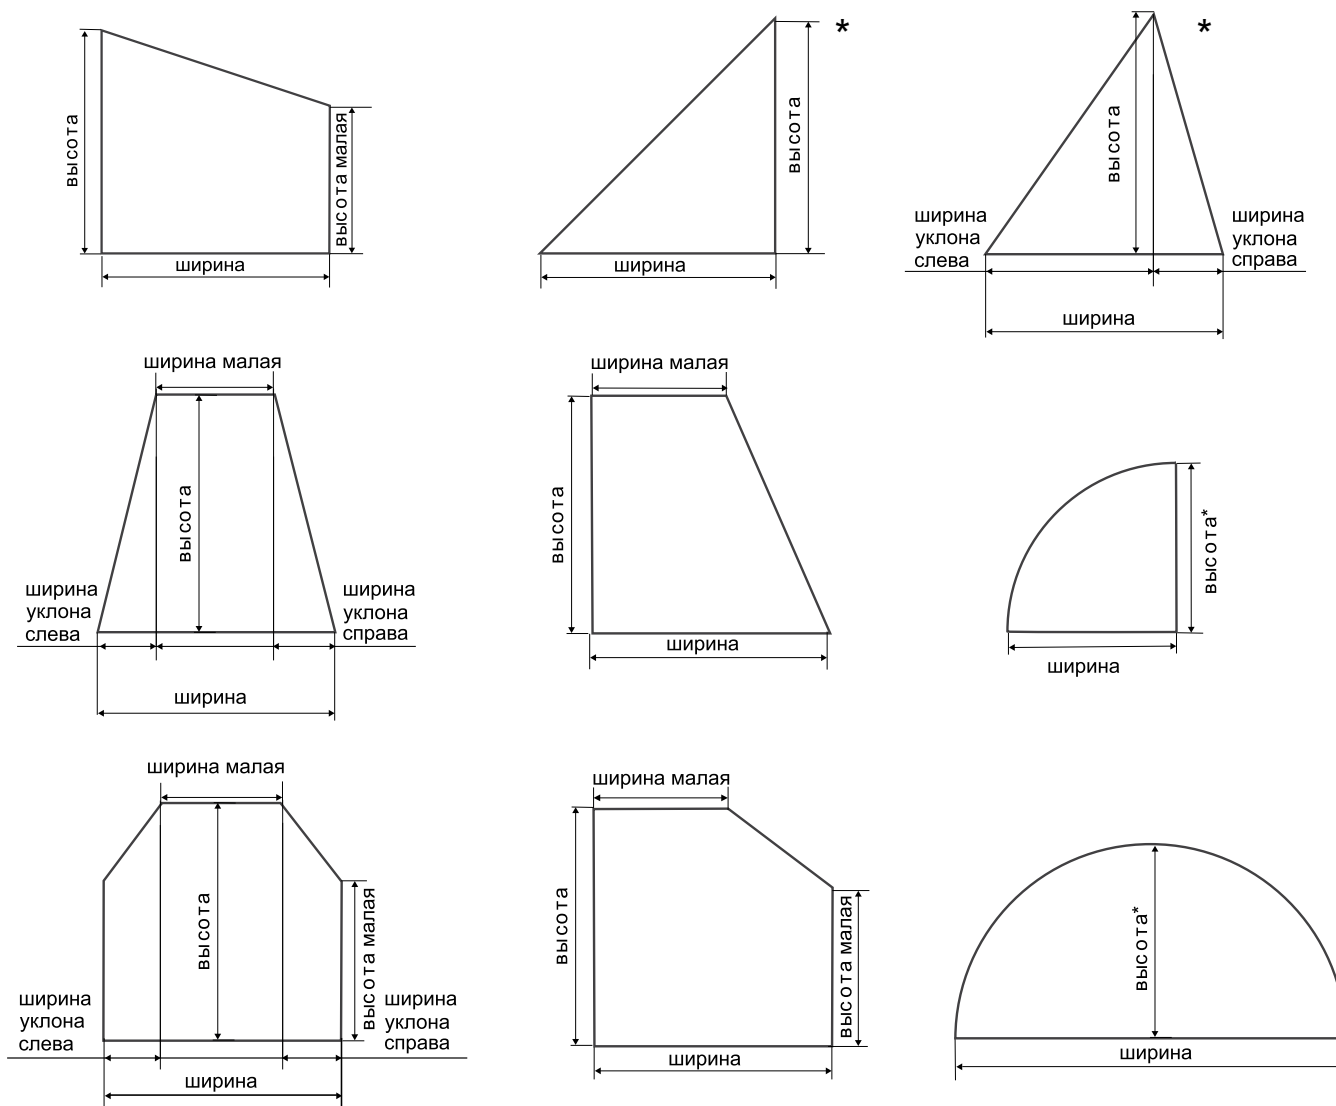 высота
высота малая
ширина
*
высота
ширина
*
высота
ширина
уклона
слева
ширина
уклона
справа
ширина
ширина малая
высота
ширина
уклона
слева
ширина
уклона
справа
ширина
ширина малая
высота
ширина
высота*
ширина
ширина малая
высота
высота малая
ширина
уклона
слева
ширина
уклона
справа
ширина
ширина малая
высота
высота малая
ширина
высота*
ширина